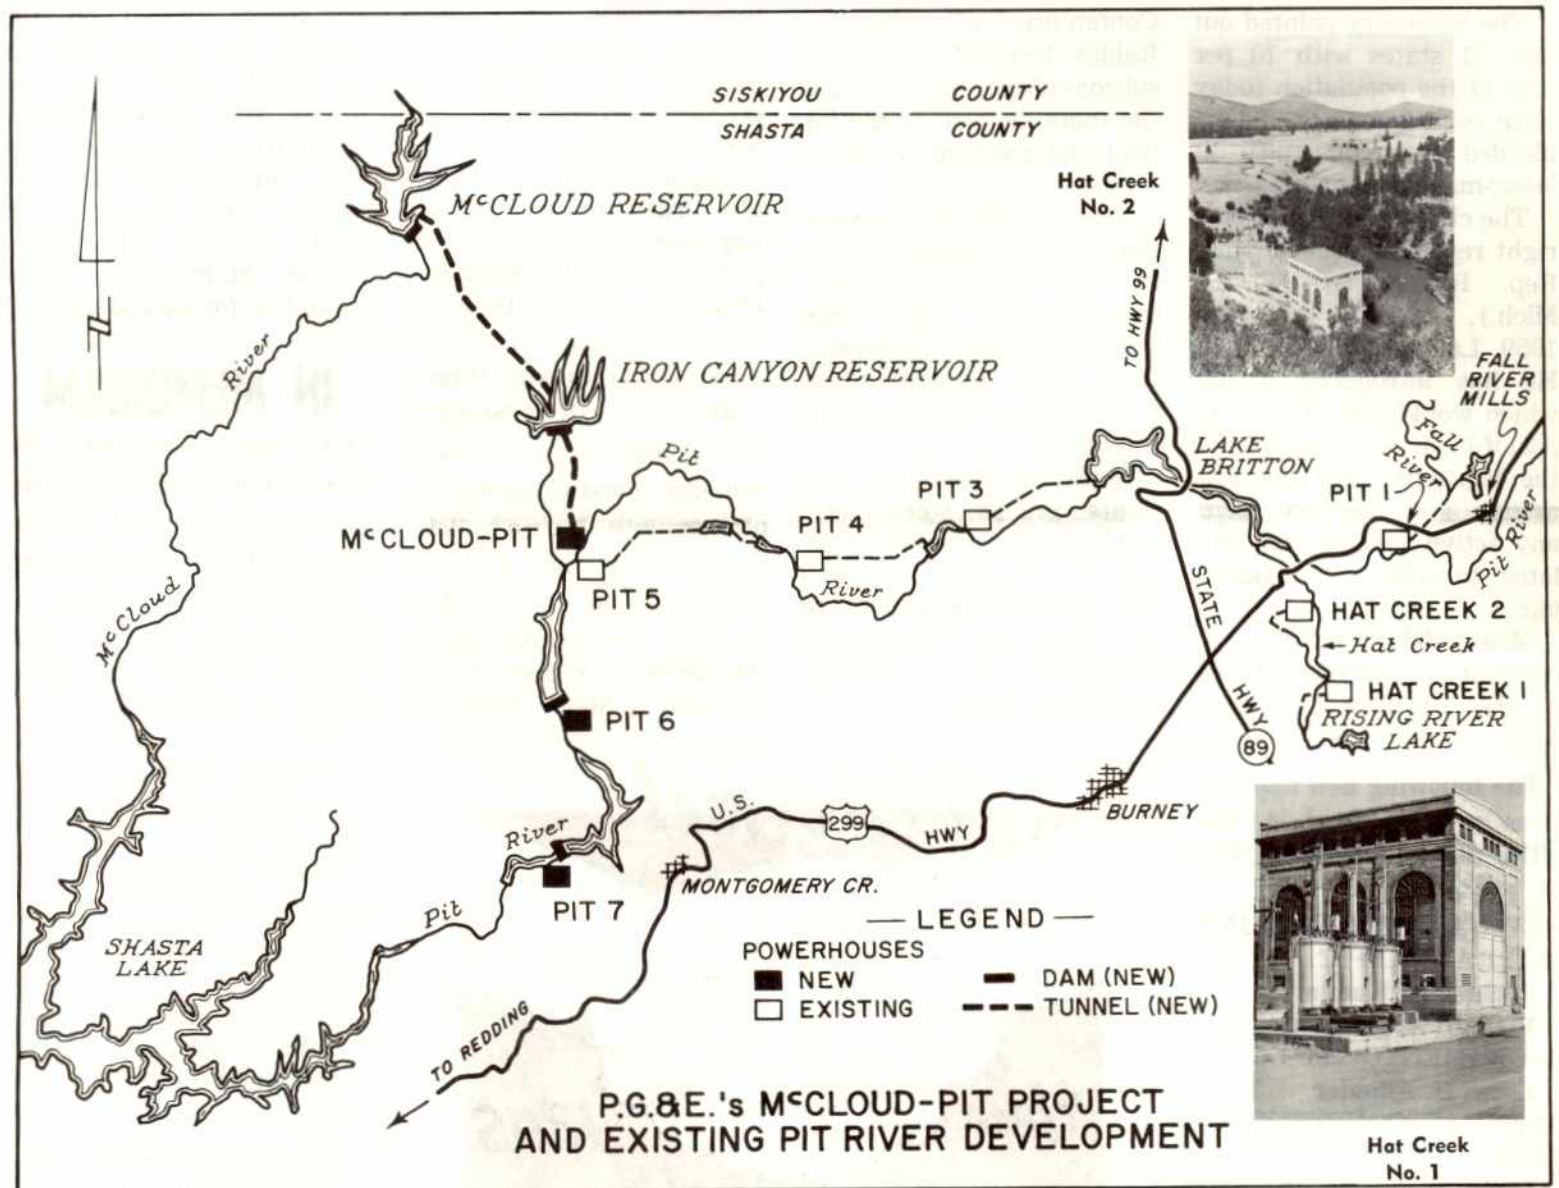 SISKIYOU COUNTY
SHASTA COUNTY
Hat Creek
No. 2
McCLOUD RESERVOIR
TO HWY 99
River
IRON CANYON RESERVOIR
FALL
RIVER
MILLS
Fall
River
LAKE
BRITTON
Pit
PIT 1
PIT 3
PIT 4
McCLOUD-PIT
River
Pit River
PIT 5
STATE
HWY
89
HAT CREEK 2
Hat Creek
HAT CREEK 1
RISING RIVER
LAKE
McCloud
PIT 6
BURNEY
U.S.
299
HWY
River
MONTGOMERY CR.
PIT 7
Pit
SHASTA
LAKE
TO REDDING
LEGEND
POWERHOUSES
NEW
EXISTING
DAM (NEW)
TUNNEL (NEW)
P.G.&E.'s McCLOUD-PIT PROJECT
AND EXISTING PIT RIVER DEVELOPMENT
Hat Creek
No. 1
N